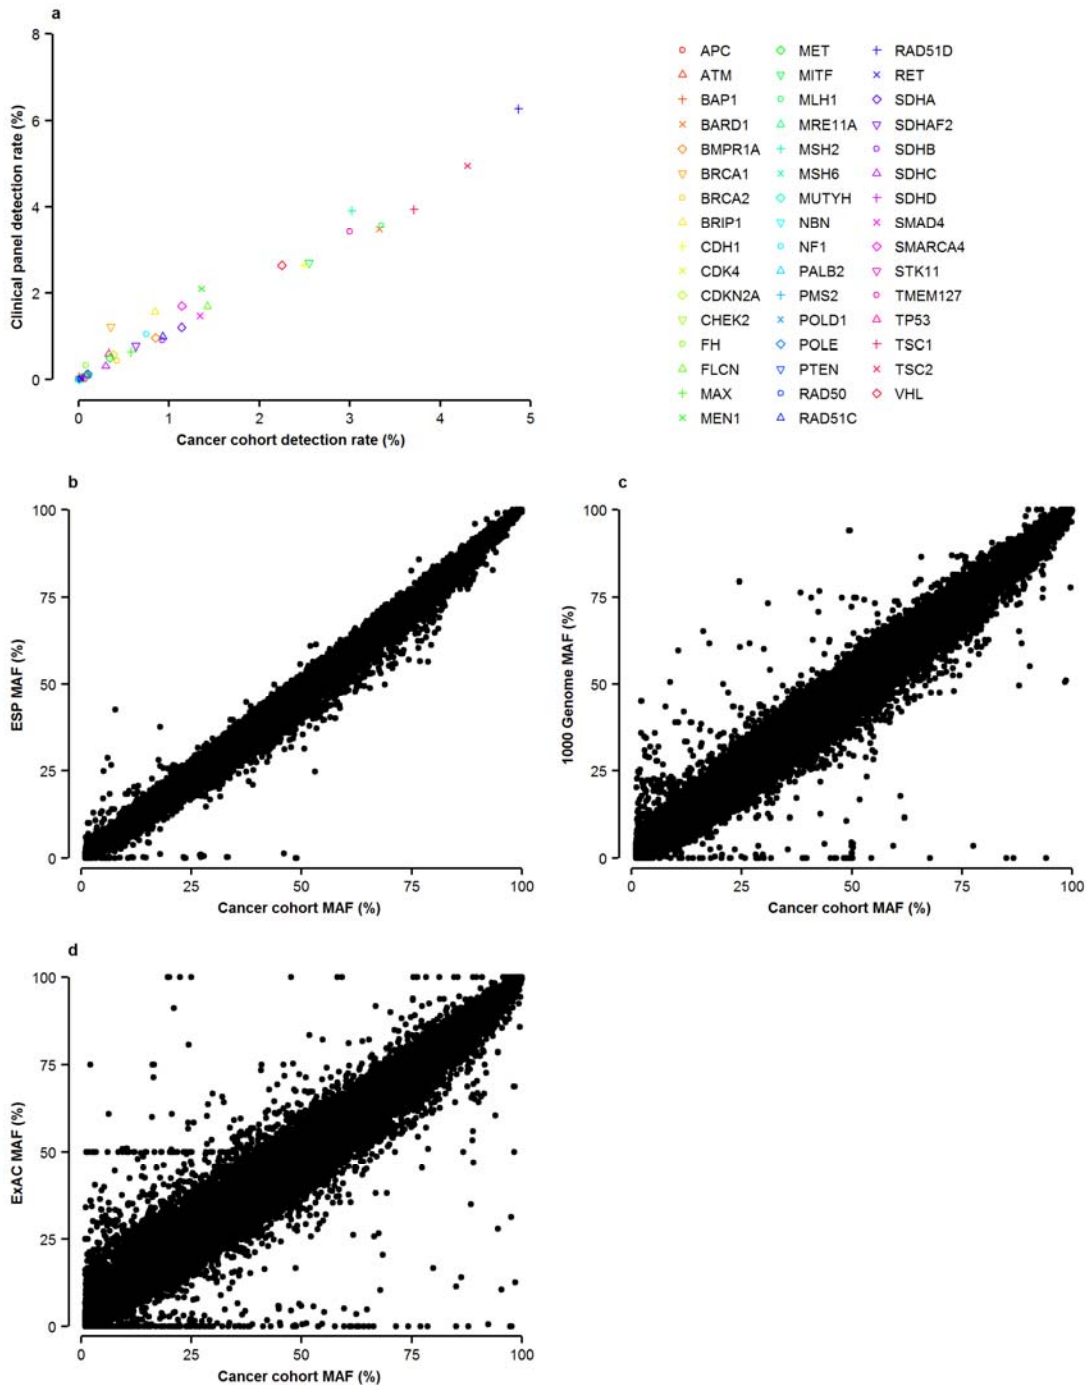 a
8
6
4
2
0
Clinical panel detection rate (%)
0 1 2 3 4 5
Cancer cohort detection rate (%)
APC MET RAD51D
ATM MITF RET
BAP1 MLH1 SDHA
BARD1 MRE11A SDHAF2
BMPR1A MSH2 SDHB
BRCA1 MSH6 SDHC
BRCA2 MUTYH SDHD
BRIP1 NBN SMAD4
CDH1 NF1 SMARCA4
CDK4 PALB2 STK11
CDKN2A PMS2 TMEM127
CHEK2 POLD1 TP53
FH POLE TSC1
FLCN PTEN TSC2
MAX RAD50 VHL
MEN1 RAD51C
b
100
75
50
25
0
ESP MAF (%)
0 25 50 75 100
Cancer cohort MAF (%)
c
100
75
50
25
0
1000 Genome MAF (%)
0 25 50 75 100
Cancer cohort MAF (%)
d
100
75
50
25
0
ExAC MAF (%)
0 25 50 75 100
Cancer cohort MAF (%)